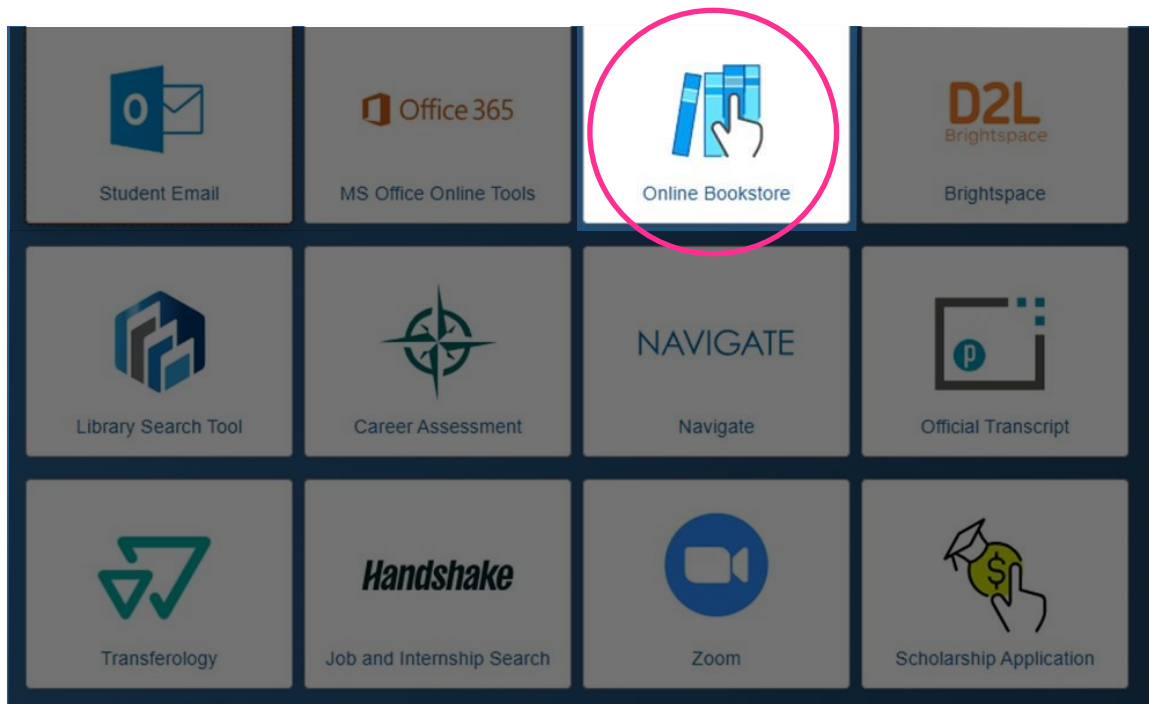 O
Office 365
D2L
Brightspace
Student Email
MS Office Online Tools
Online Bookstore
Brightspace
NAVIGATE
p
Library Search Tool
Career Assessment
Navigate
Official Transcript
Handshake
$
Transferology
Job and Internship Search
Zoom
Scholarship Application